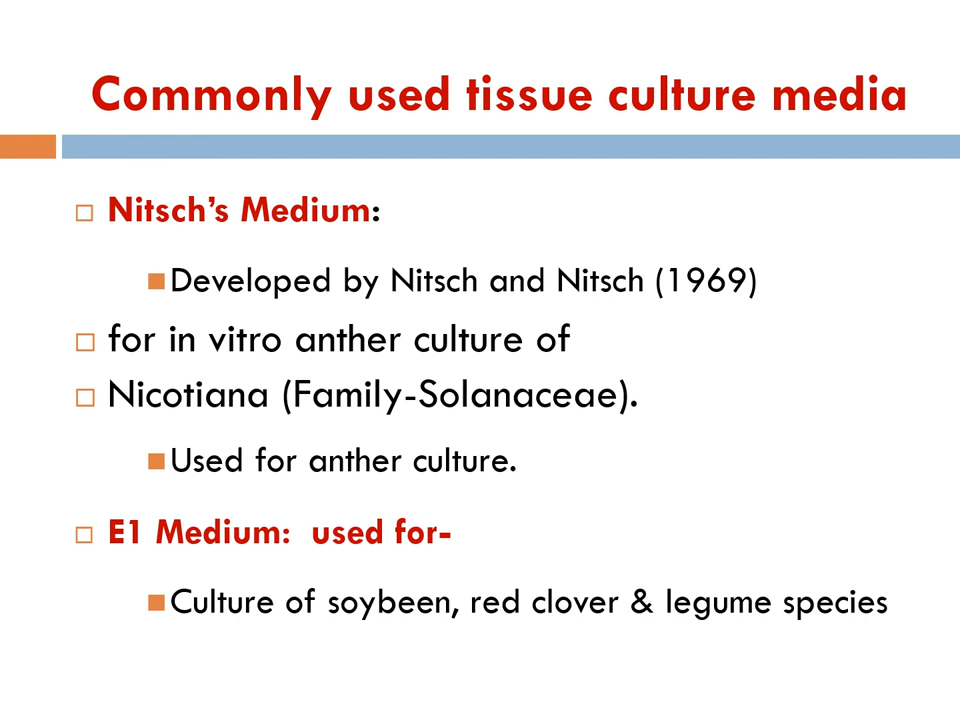 Commonly used tissue culture media
Nitsch’s Medium:
Developed by Nitsch and Nitsch (1969)
for in vitro anther culture of
Nicotiana (Family-Solanaceae).
Used for anther culture.
E1 Medium: used for-
Culture of soybeen, red clover & legume species